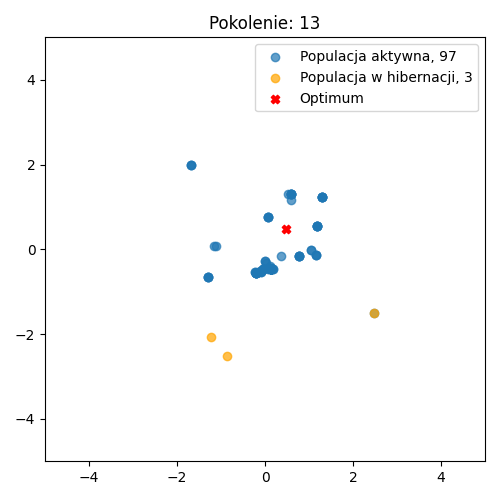 Pokolenie: 13
Populacja aktywna, 97
Populacja w hibernacji, 3
Optimum
4
2
0
−2
−4
−4
−2
0
2
4